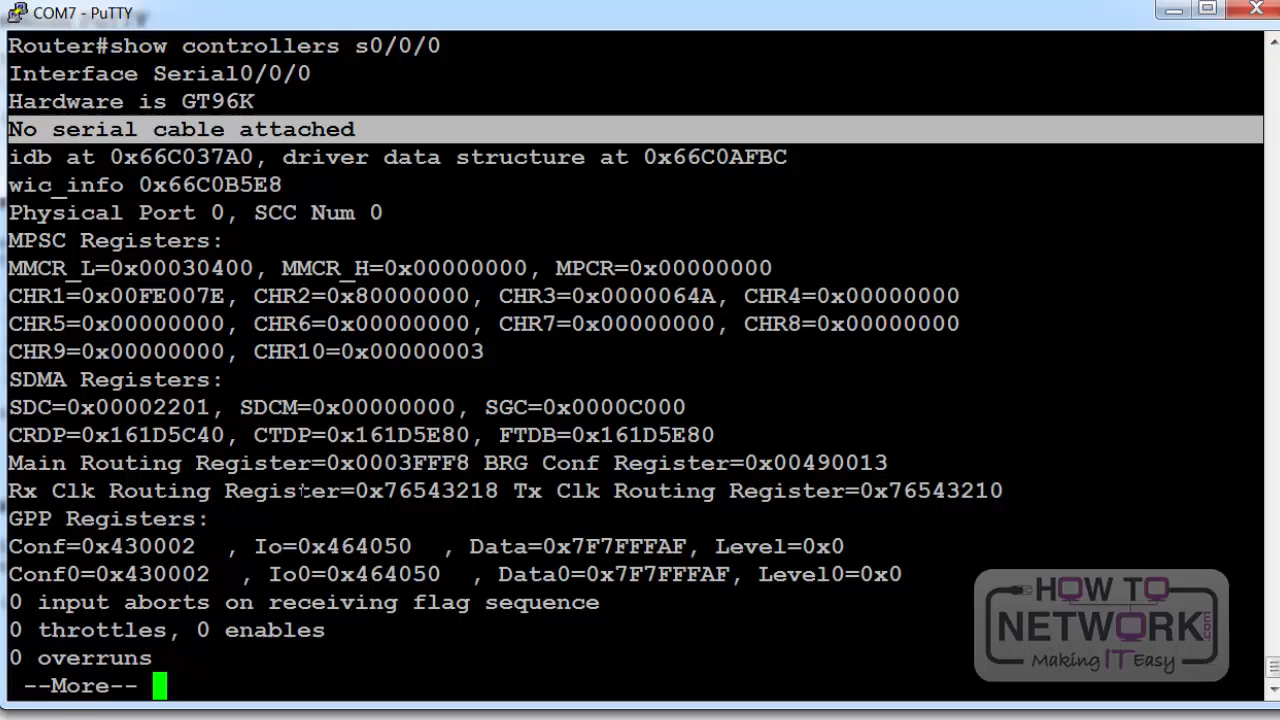 COM7 - PuTTY
Router#show controllers s0/0/0
Interface Serial0/0/0
Hardware is GT96K
No serial cable attached
idb at 0x66C037A0, driver data structure at 0x66C0AFBC
wic_info 0x66C0B5E8
Physical Port 0, SCC Num 0
MPSC Registers:
MMCR_L=0x00030400, MMCR_H=0x00000000, MPCR=0x00000000
CHR1=0x00FE007E, CHR2=0x80000000, CHR3=0x0000064A, CHR4=0x00000000
CHR5=0x00000000, CHR6=0x00000000, CHR7=0x00000000, CHR8=0x00000000
CHR9=0x00000000, CHR10=0x00000003
SDMA Registers:
SDC=0x00002201, SDCM=0x00000000, SGC=0x0000C000
CRDP=0x161D5C40, CTDP=0x161D5E80, FTDB=0x161D5E80
Main Routing Register=0x0003FFF8 BRG Conf Register=0x00490013
Rx Clk Routing Register=0x76543218 Tx Clk Routing Register=0x76543210
GPP Registers:
Conf=0x430002  , Io=0x464050  , Data=0x7F7FFFAF, Level=0x0
Conf0=0x430002  , Io0=0x464050  , Data0=0x7F7FFFAF, Level0=0x0
0 input aborts on receiving flag sequence
0 throttles, 0 enables
0 overruns
--More--
HOW TO
NETWORK.com
Making IT Easy